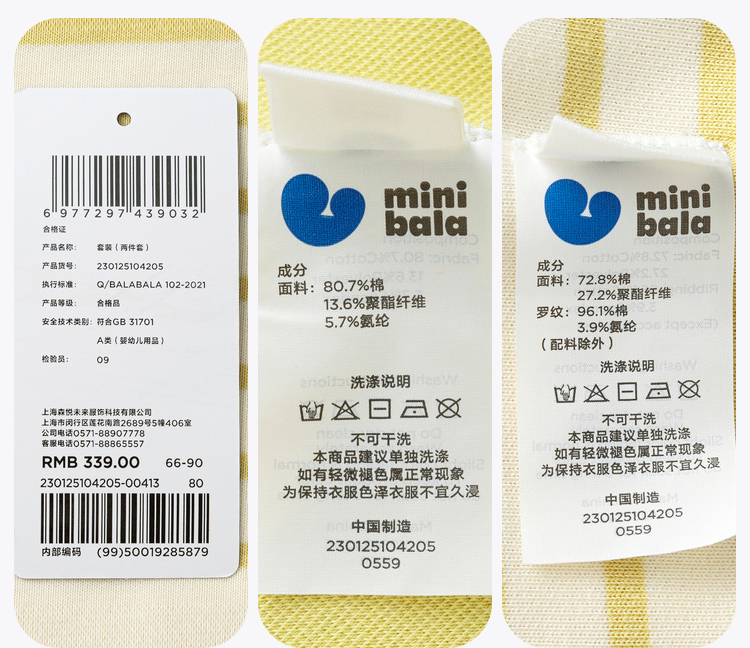 6 977297 439032
合格证
产品名称: 套装（两件套）
产品货号: 230125104205
执行标准: Q/BALABALA 102-2021
产品等级: 合格品
安全技术类别: 符合GB 31701
A类（婴幼儿用品）
检验员: 09
上海森悦未来服饰科技有限公司
上海市闵行区莲花南路2689号5幢406室
公司电话0571-88907778
客服电话0571-88865557
RMB 339.00 66-90
230125104205-00413 80
内部编码 (99)50019285879
mini
bala
成分
面料: 80.7%棉
13.6%聚酯纤维
5.7%氨纶
洗涤说明
不可干洗
本商品建议单独洗涤
如有轻微褪色属正常现象
为保持衣服色泽衣服不宜久浸
中国制造
230125104205
0559
mini
bala
成分
面料: 72.8%棉
27.2%聚酯纤维
罗纹: 96.1%棉
3.9%氨纶
（配料除外）
洗涤说明
不可干洗
本商品建议单独洗涤
如有轻微褪色属正常现象
为保持衣服色泽衣服不宜久浸
中国制造
230125104205
0559